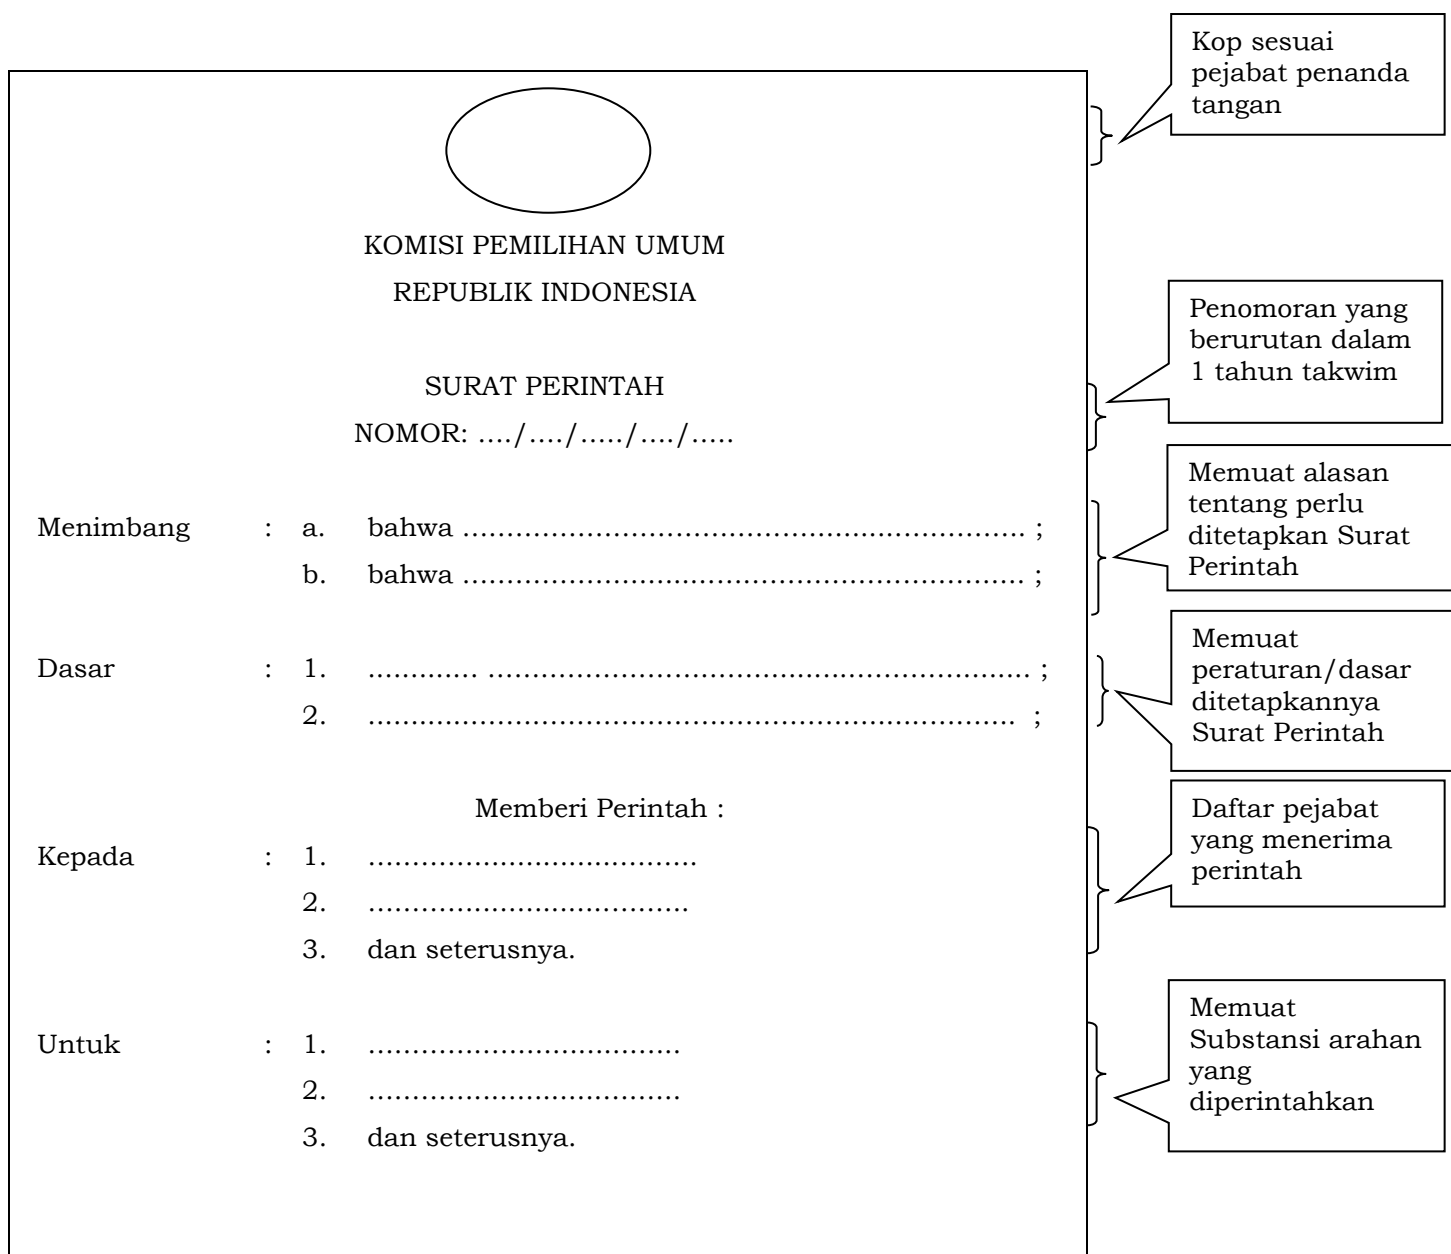 Kop sesuai
pejabat penanda
tangan
KOMISI PEMILIHAN UMUM
REPUBLIK INDONESIA
Penomoran yang
berurutan dalam
1 tahun takwim
SURAT PERINTAH
NOMOR: ..../..../...../..../.....
Memuat alasan
tentang perlu
ditetapkan Surat
Perintah
Menimbang : a. bahwa ................................................................ ;
b. bahwa ................................................................ ;
Memuat
peraturan/dasar
ditetapkannya
Surat Perintah
Dasar : 1. ............. .............................................................. ;
2. .......................................................................... ;
Memberi Perintah :
Daftar pejabat
yang menerima
perintah
Kepada : 1. ......................................
2. .....................................
3. dan seterusnya.
Memuat
Substansi arahan
yang
diperintahkan
Untuk : 1. ....................................
2. ....................................
3. dan seterusnya.